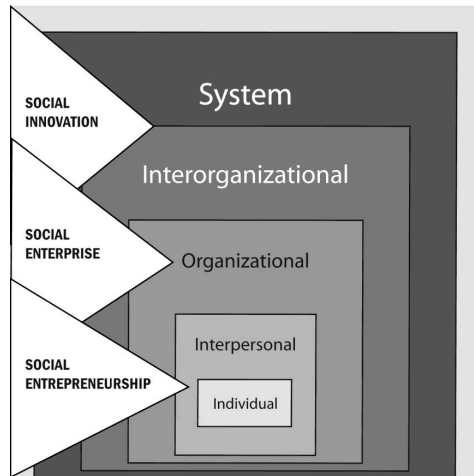 System
SOCIAL
INNOVATION
Interorganizational
SOCIAL
ENTERPRISE
Organizational
Interpersonal
SOCIAL
ENTREPRENEURSHIP
Individual